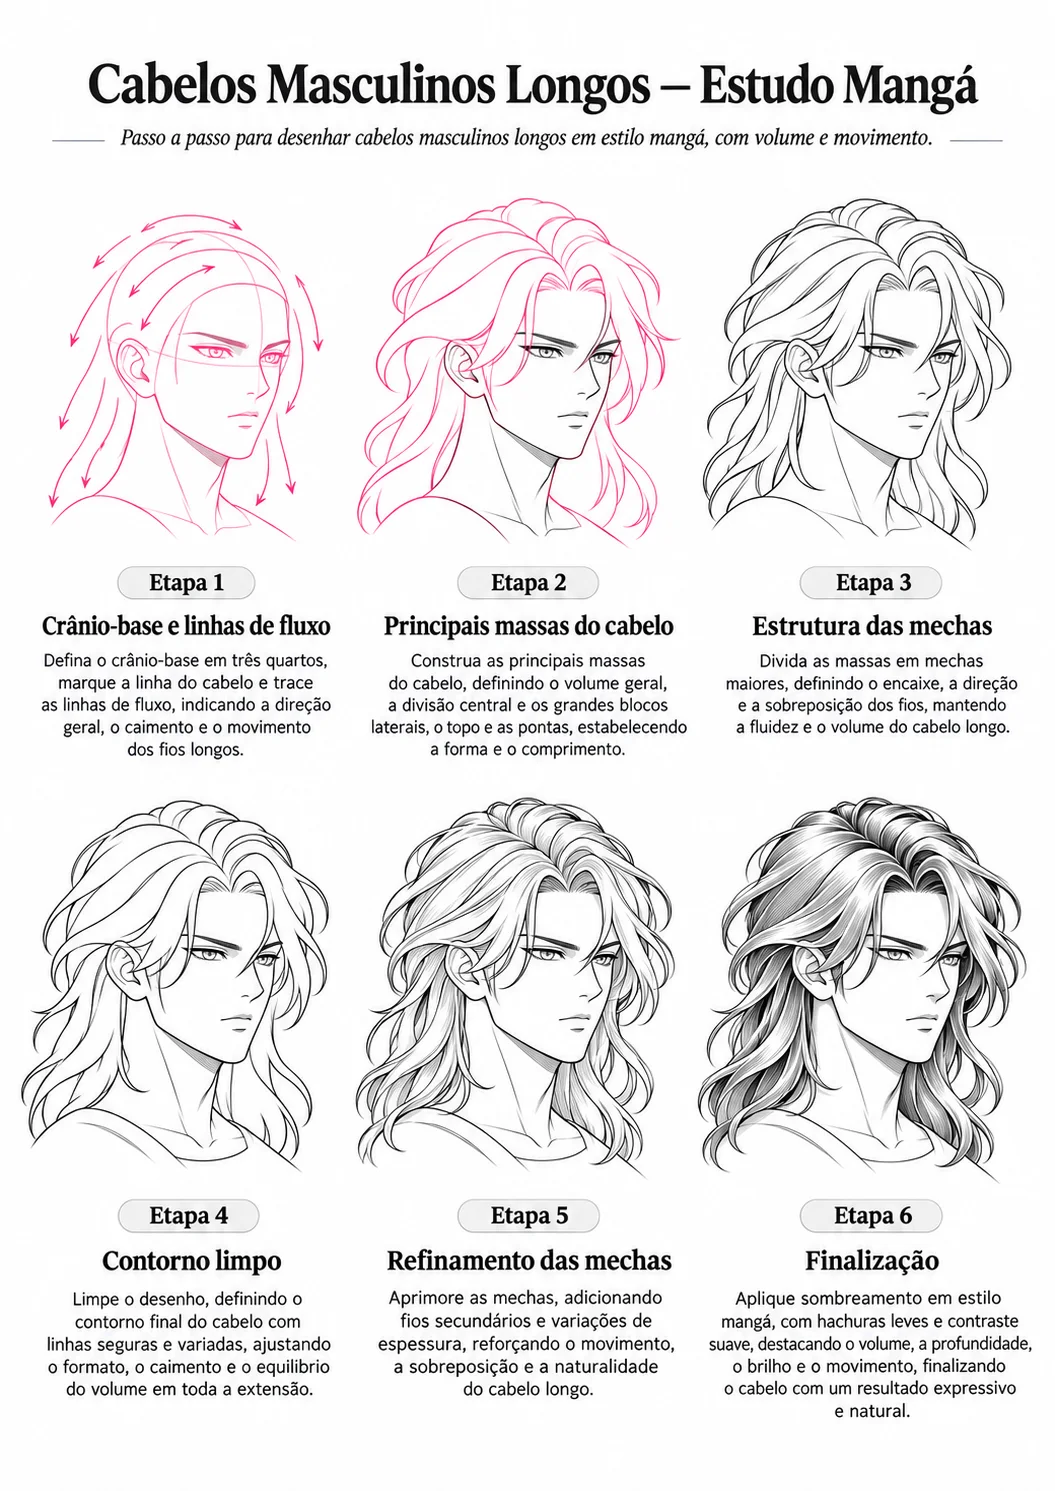 Cabelos Masculinos Longos – Estudo Mangá
Passo a passo para desenhar cabelos masculinos longos em estilo mangá, com volume e movimento.
Etapa 1
Crânio-base e linhas de fluxo
Defina o crânio-base em três quartos,
marque a linha do cabelo e trace
as linhas de fluxo, indicando a direção
geral, o caimento e o movimento
dos fios longos.
Etapa 2
Principais massas do cabelo
Construa as principais massas
do cabelo, definindo o volume geral,
a divisão central e os grandes blocos
laterais, o topo e as pontas, estabelecendo
a forma e o comprimento.
Etapa 3
Estrutura das mechas
Divida as massas em mechas
maiores, definindo o encaixe, a direção
e a sobreposição dos fios, mantendo
a fluidez e o volume do cabelo longo.
Etapa 4
Contorno limpo
Limpe o desenho, definindo o
contorno final do cabelo com
linhas seguras e variadas, ajustando
o formato, o caimento e o equilibrio
do volume em toda a extensão.
Etapa 5
Refinamento das mechas
Aprimore as mechas, adicionando
fios secundários e variações de
espessura, reforçando o movimento,
a sobreposição e a naturalidade
do cabelo longo.
Etapa 6
Finalização
Aplique sombreamento em estilo
mangá, com hachuras leves e contraste
suave, destacando o volume, a profundidade,
o brilho e o movimento, finalizando
o cabelo com um resultado expressivo
e natural.